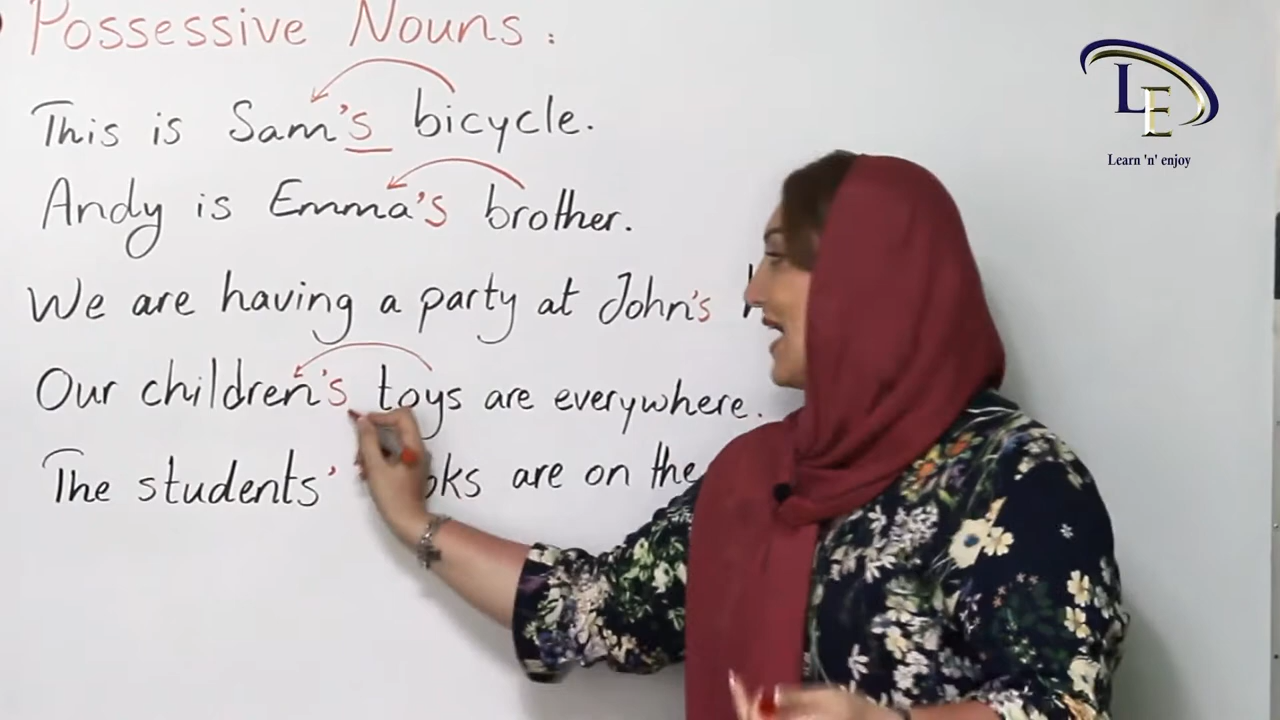 Possessive Nouns :
This is Sam's bicycle.
Andy is Emma's brother.
We are having a party at John's
Our children's toys are everywhere.
The students' are on the
LE
Learn 'n' enjoy